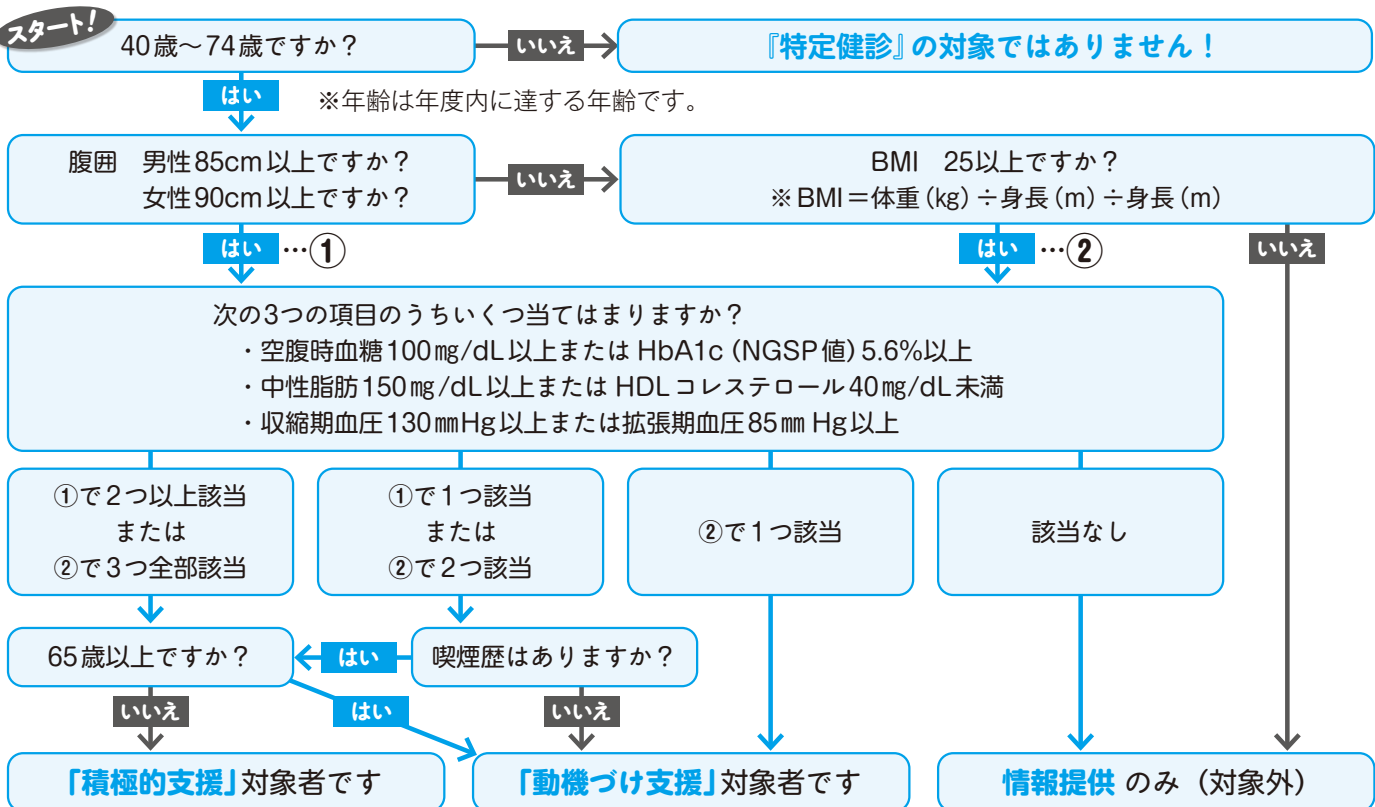 スタート!
40歳～74歳ですか？
いいえ
『特定健診』の対象ではありません！
はい
※年齢は年度内に達する年齢です。
腹囲　男性85cm以上ですか？
女性90cm以上ですか？
いいえ
BMI　25以上ですか？
※BMI＝体重(kg)÷身長(m)÷身長(m)
はい…①
はい…②
いいえ
次の3つの項目のうちいくつ当てはまりますか？
・空腹時血糖100㎎/dL以上またはHbA1c（NGSP値）5.6%以上
・中性脂肪150㎎/dL以上またはHDLコレステロール40㎎/dL未満
・収縮期血圧130㎜Hg以上または拡張期血圧85㎜Hg以上
①で2つ以上該当
または
②で3つ全部該当
①で1つ該当
または
②で2つ該当
②で1つ該当
該当なし
65歳以上ですか？
はい
喫煙歴はありますか？
いいえ
はい
いいえ
「積極的支援」対象者です
「動機づけ支援」対象者です
情報提供 のみ（対象外）